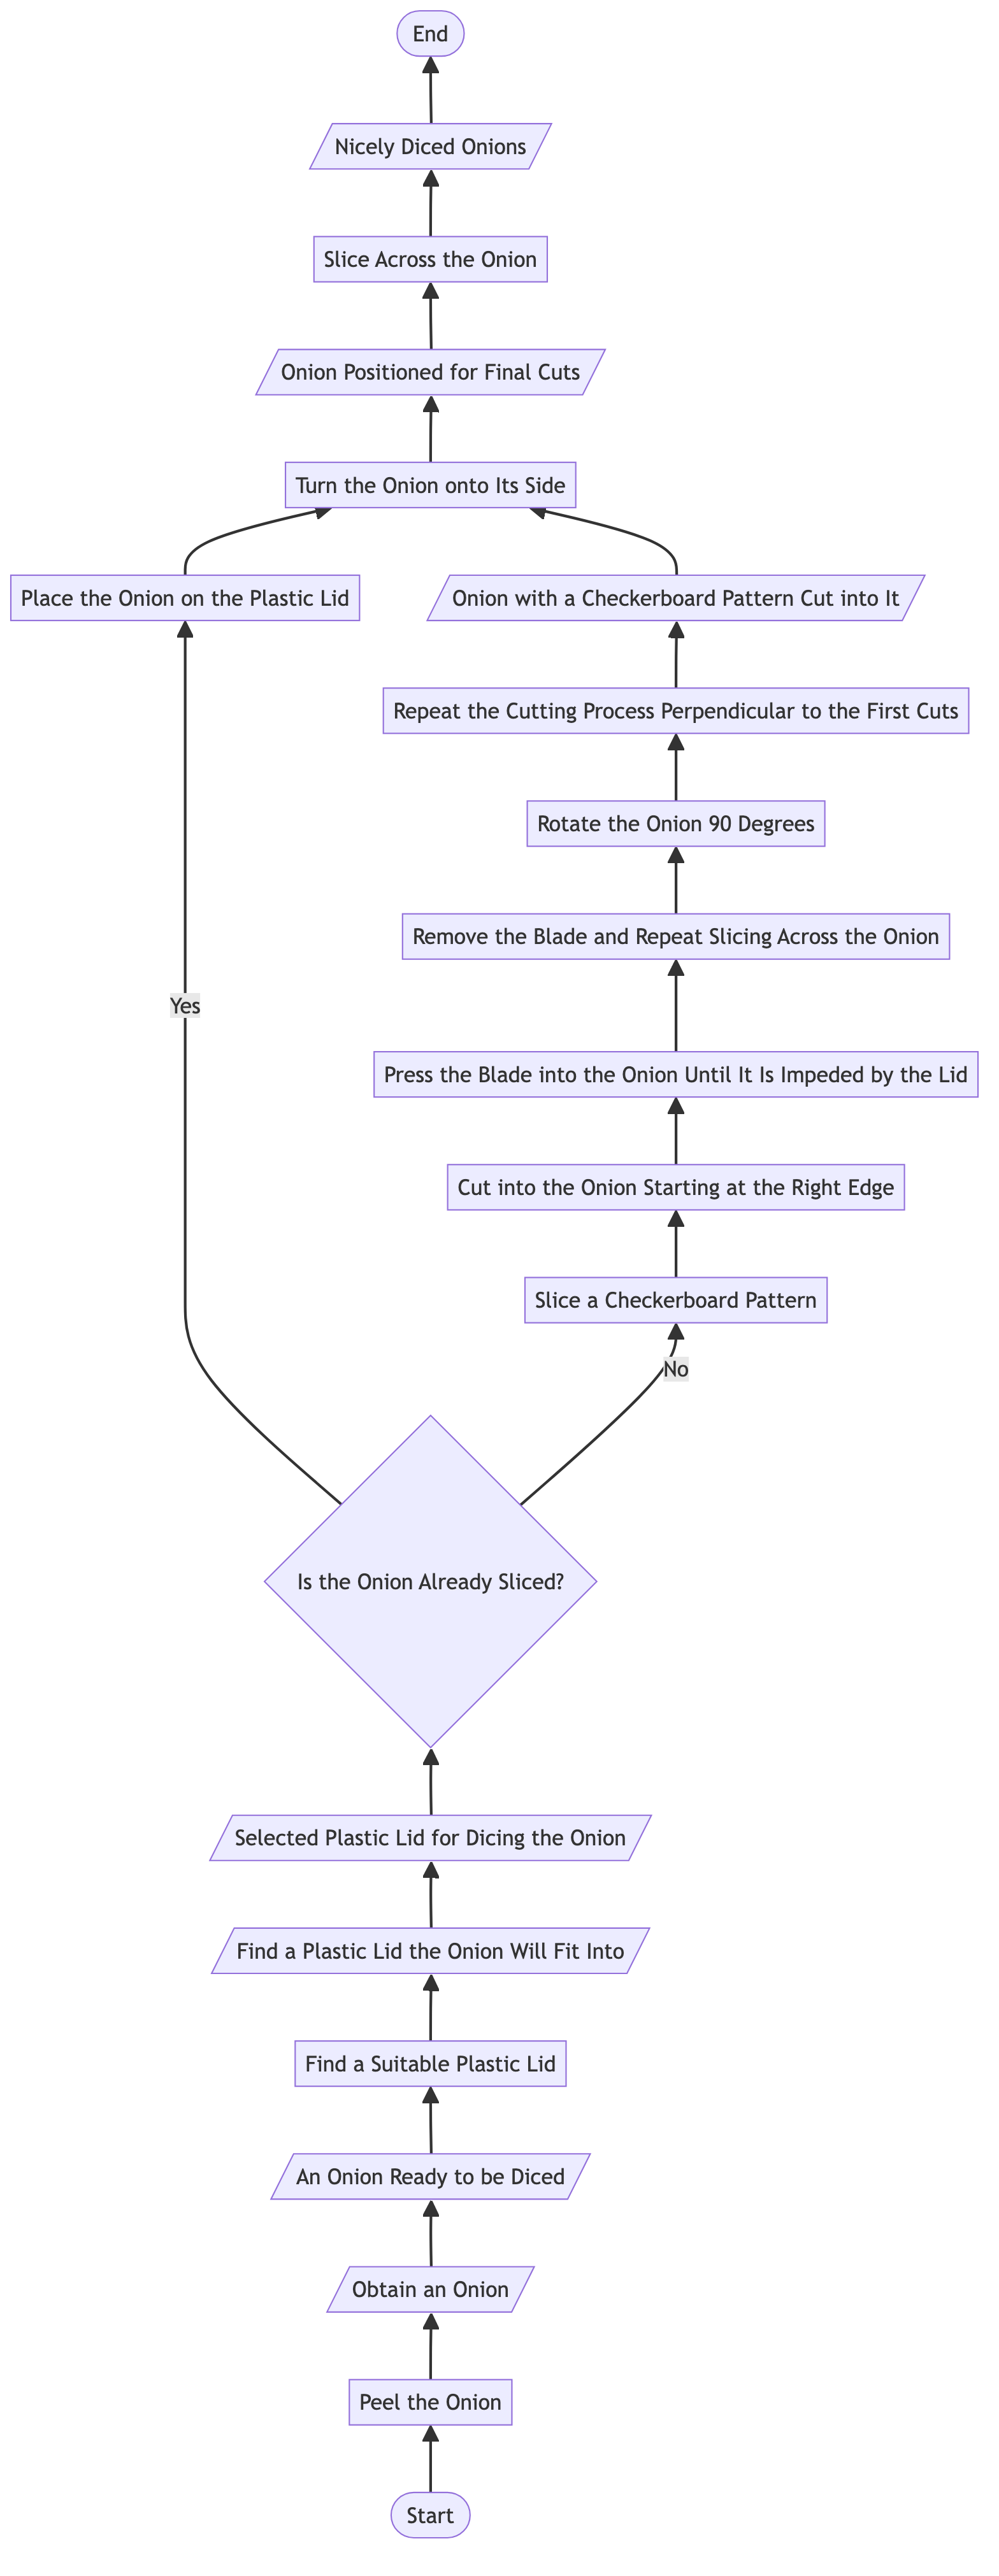 End
Nicely Diced Onions
Slice Across the Onion
Onion Positioned for Final Cuts
Turn the Onion onto Its Side
Place the Onion on the Plastic Lid
Onion with a Checkerboard Pattern Cut into It
Repeat the Cutting Process Perpendicular to the First Cuts
Rotate the Onion 90 Degrees
Remove the Blade and Repeat Slicing Across the Onion
Yes
Press the Blade into the Onion Until It Is Impeded by the Lid
Cut into the Onion Starting at the Right Edge
Slice a Checkerboard Pattern
No
Is the Onion Already Sliced?
Selected Plastic Lid for Dicing the Onion
Find a Plastic Lid the Onion Will Fit Into
Find a Suitable Plastic Lid
An Onion Ready to be Diced
Obtain an Onion
Peel the Onion
Start